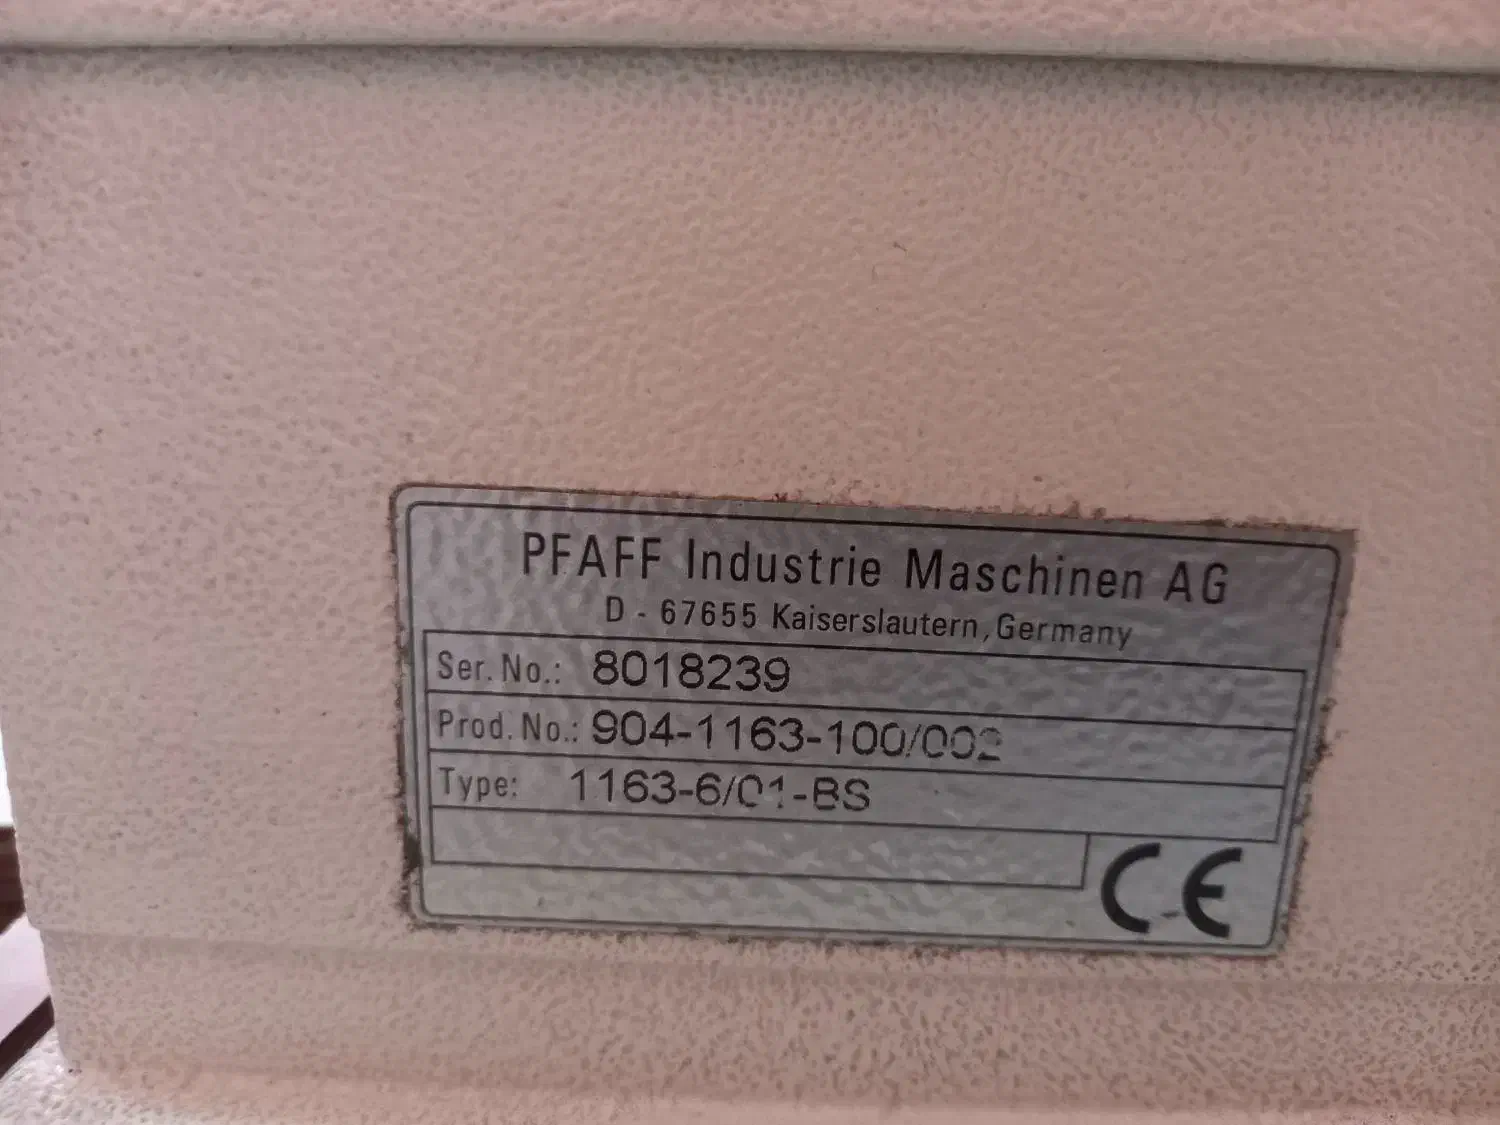 PFAFF Industrie Maschinen AG
D - 67655 Kaiserslautern, Germany
Ser. No.: 8018239
Prod. No.: 904-1163-100/002
Type: 1163-6/01-BS
CE